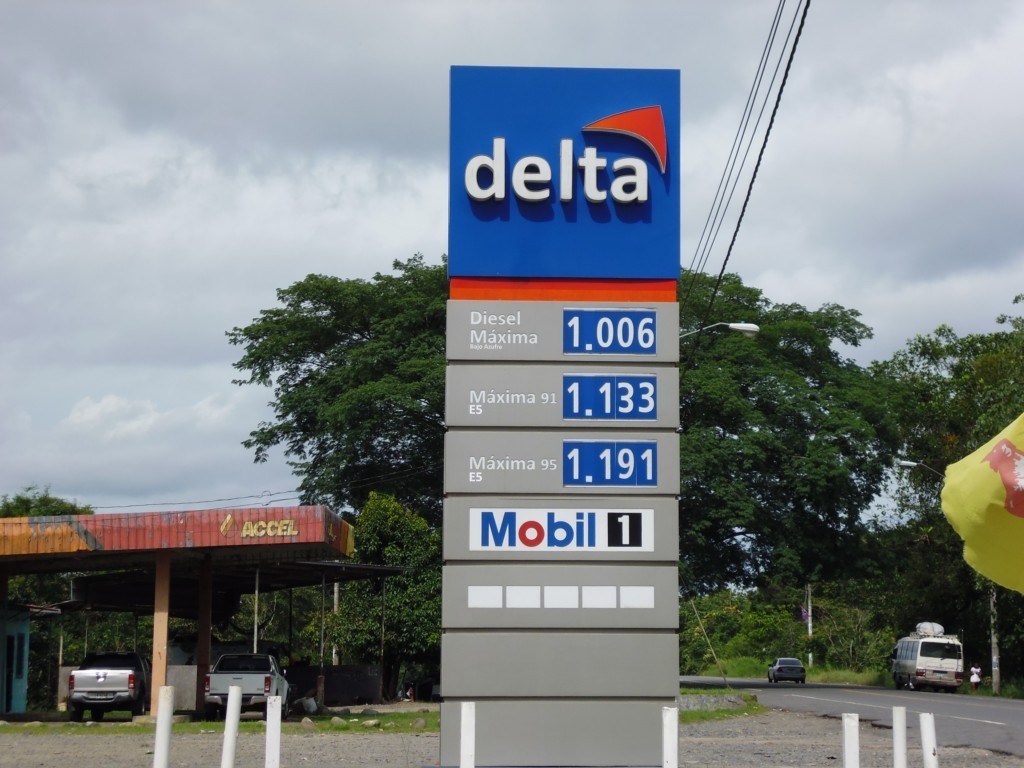 delta
Diesel
Máxima
Bajo Azufre
1.006
Máxima 91
E5
1.133
Máxima 95
E5
1.191
Mobil 1
ACCEL